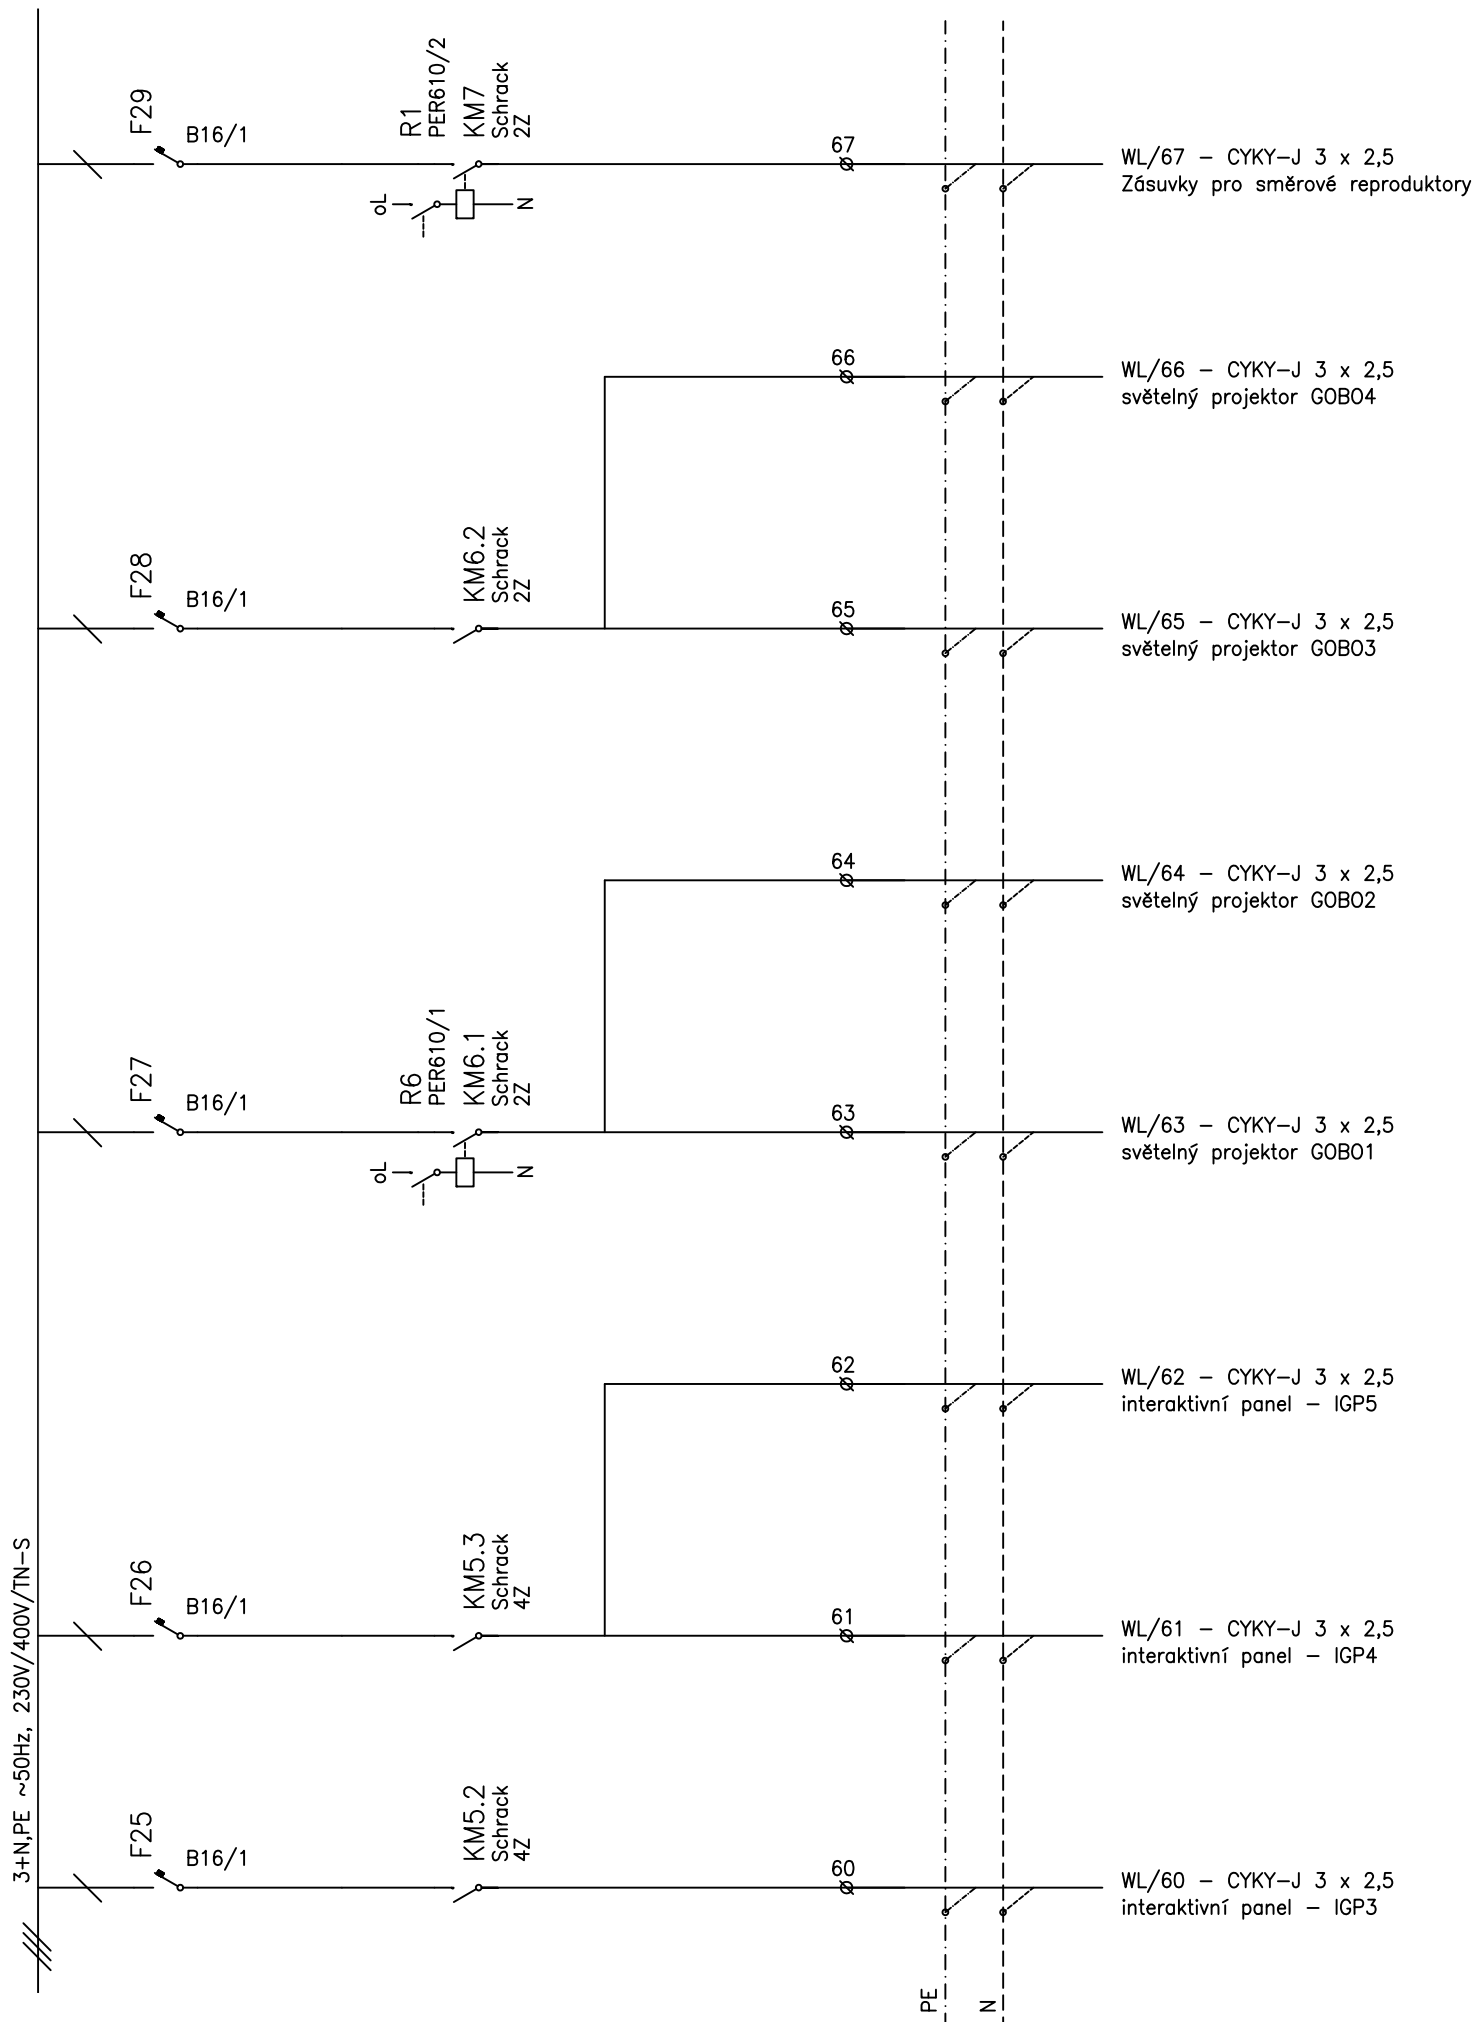 F29
B16/1
R1
PER610/2
KM7
Schrack
2Z
oL
N
67
WL/67 – CYKY–J 3 x 2,5
Zásuvky pro směrové reproduktory
66
WL/66 – CYKY–J 3 x 2,5
světelný projektor GOBO4
F28
B16/1
KM6.2
Schrack
2Z
65
WL/65 – CYKY–J 3 x 2,5
světelný projektor GOBO3
64
WL/64 – CYKY–J 3 x 2,5
světelný projektor GOBO2
F27
B16/1
R6
PER610/1
KM6.1
Schrack
2Z
oL
N
63
WL/63 – CYKY–J 3 x 2,5
světelný projektor GOBO1
62
WL/62 – CYKY–J 3 x 2,5
interaktivní panel – IGP5
F26
B16/1
KM5.3
Schrack
4Z
61
WL/61 – CYKY–J 3 x 2,5
interaktivní panel – IGP4
3+N,PE ~50Hz, 230V/400V/TN–S
F25
B16/1
KM5.2
Schrack
4Z
60
WL/60 – CYKY–J 3 x 2,5
interaktivní panel – IGP3
PE
N